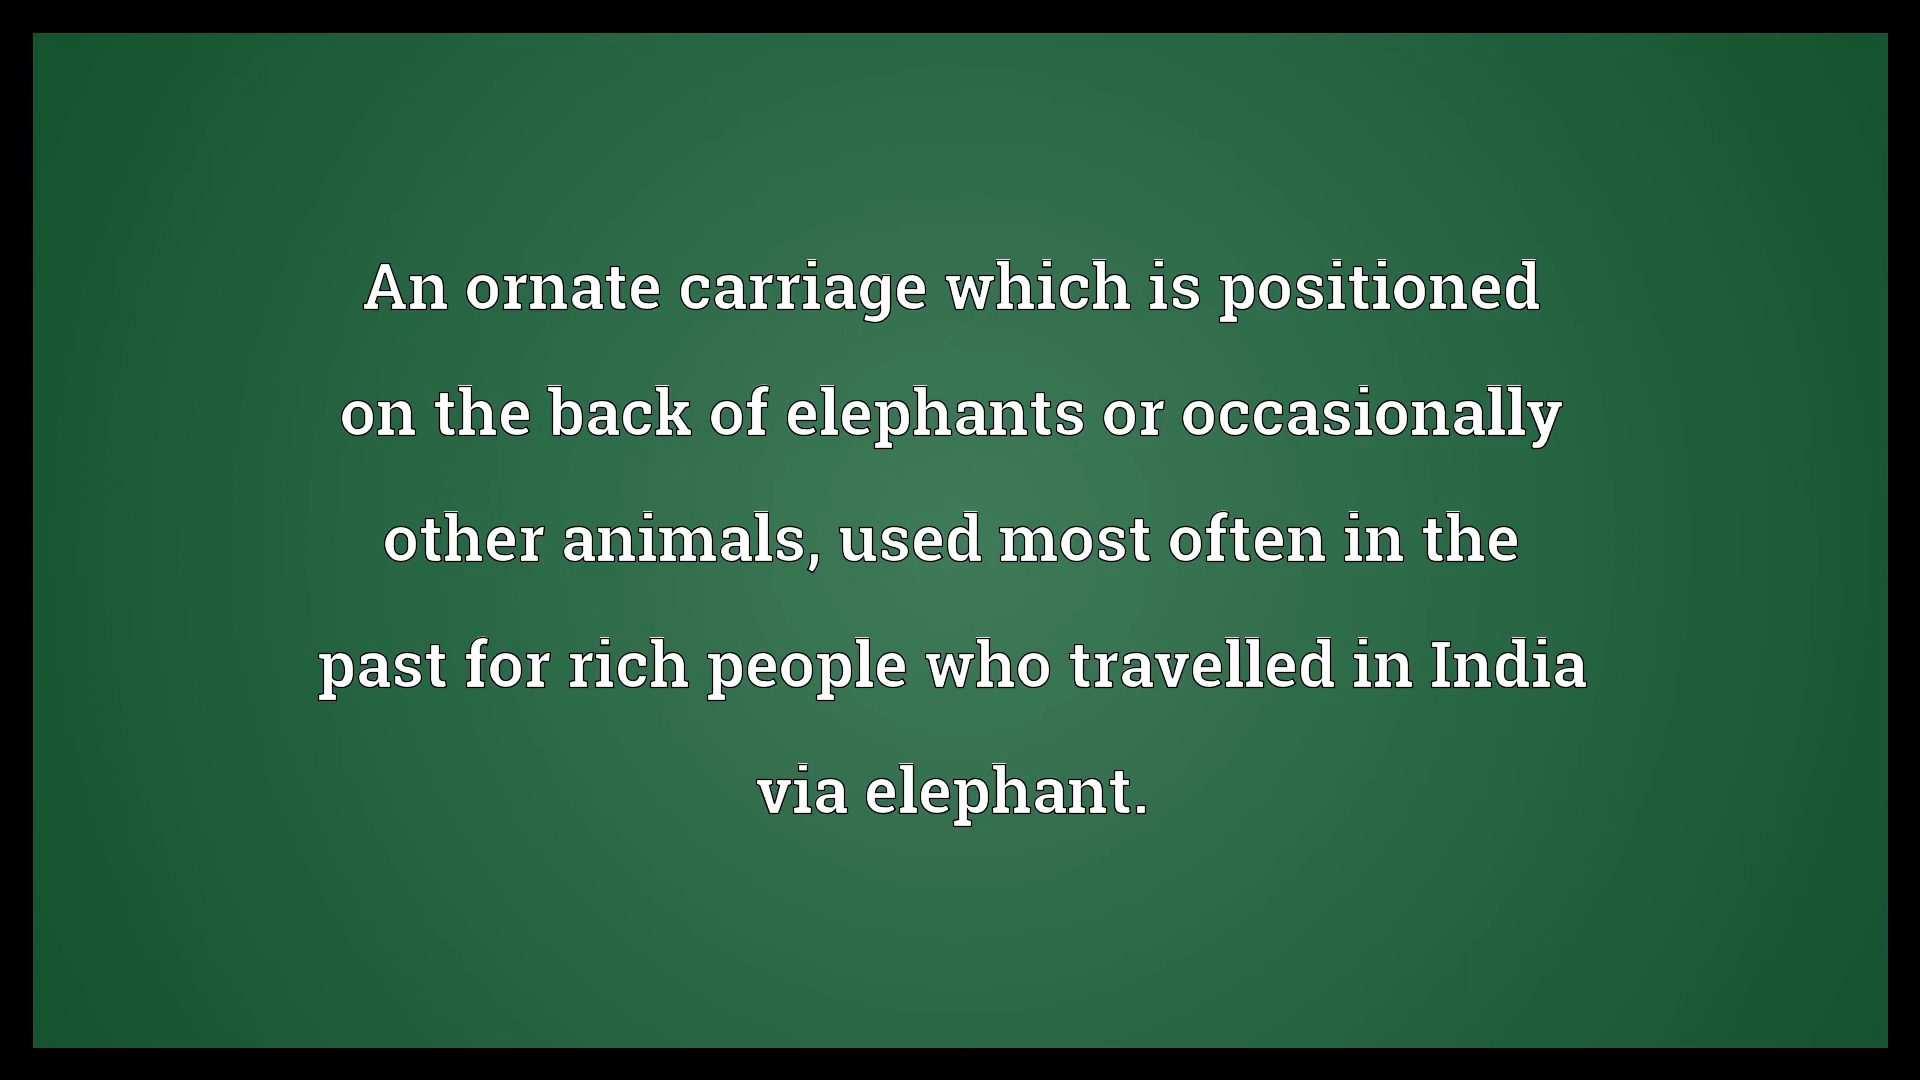 An ornate carriage which is positioned
on the back of elephants or occasionally
other animals, used most often in the
past for rich people who travelled in India
via elephant.